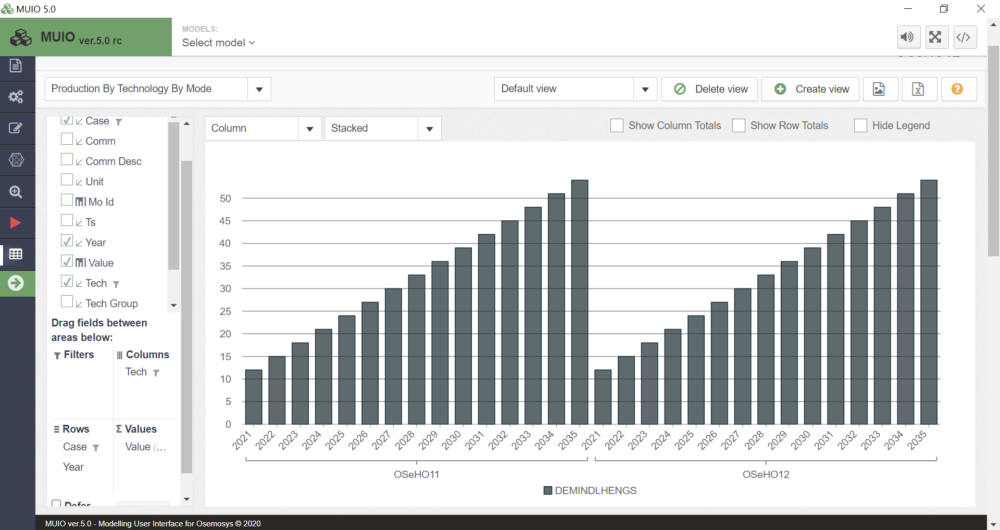 MUIO 5.0
MUIO ver.5.0 rc
MODELS:
Select model
Production By Technology By Mode
Default view
Delete view
Create view
Case
Comm
Comm Desc
Unit
Mo Id
Ts
Year
Value
Tech
Tech Group
Drag fields between
areas below:
Filters
Columns
Tech
Rows
Values
Case
Value (...
Year
Defer
Column
Stacked
Show Column Totals
Show Row Totals
Hide Legend
50
45
40
35
30
25
20
15
10
5
0
2021 2022 2023 2024 2025 2026 2027 2028 2029 2030 2031 2032 2033 2034 2035 2021 2022 2023 2024 2025 2026 2027 2028 2029 2030 2031 2032 2033 2034 2035
OSeHO11 OSeHO12
DEMINDLHENGS
MUIO ver.5.0 - Modelling User Interface for Osemosys © 2020